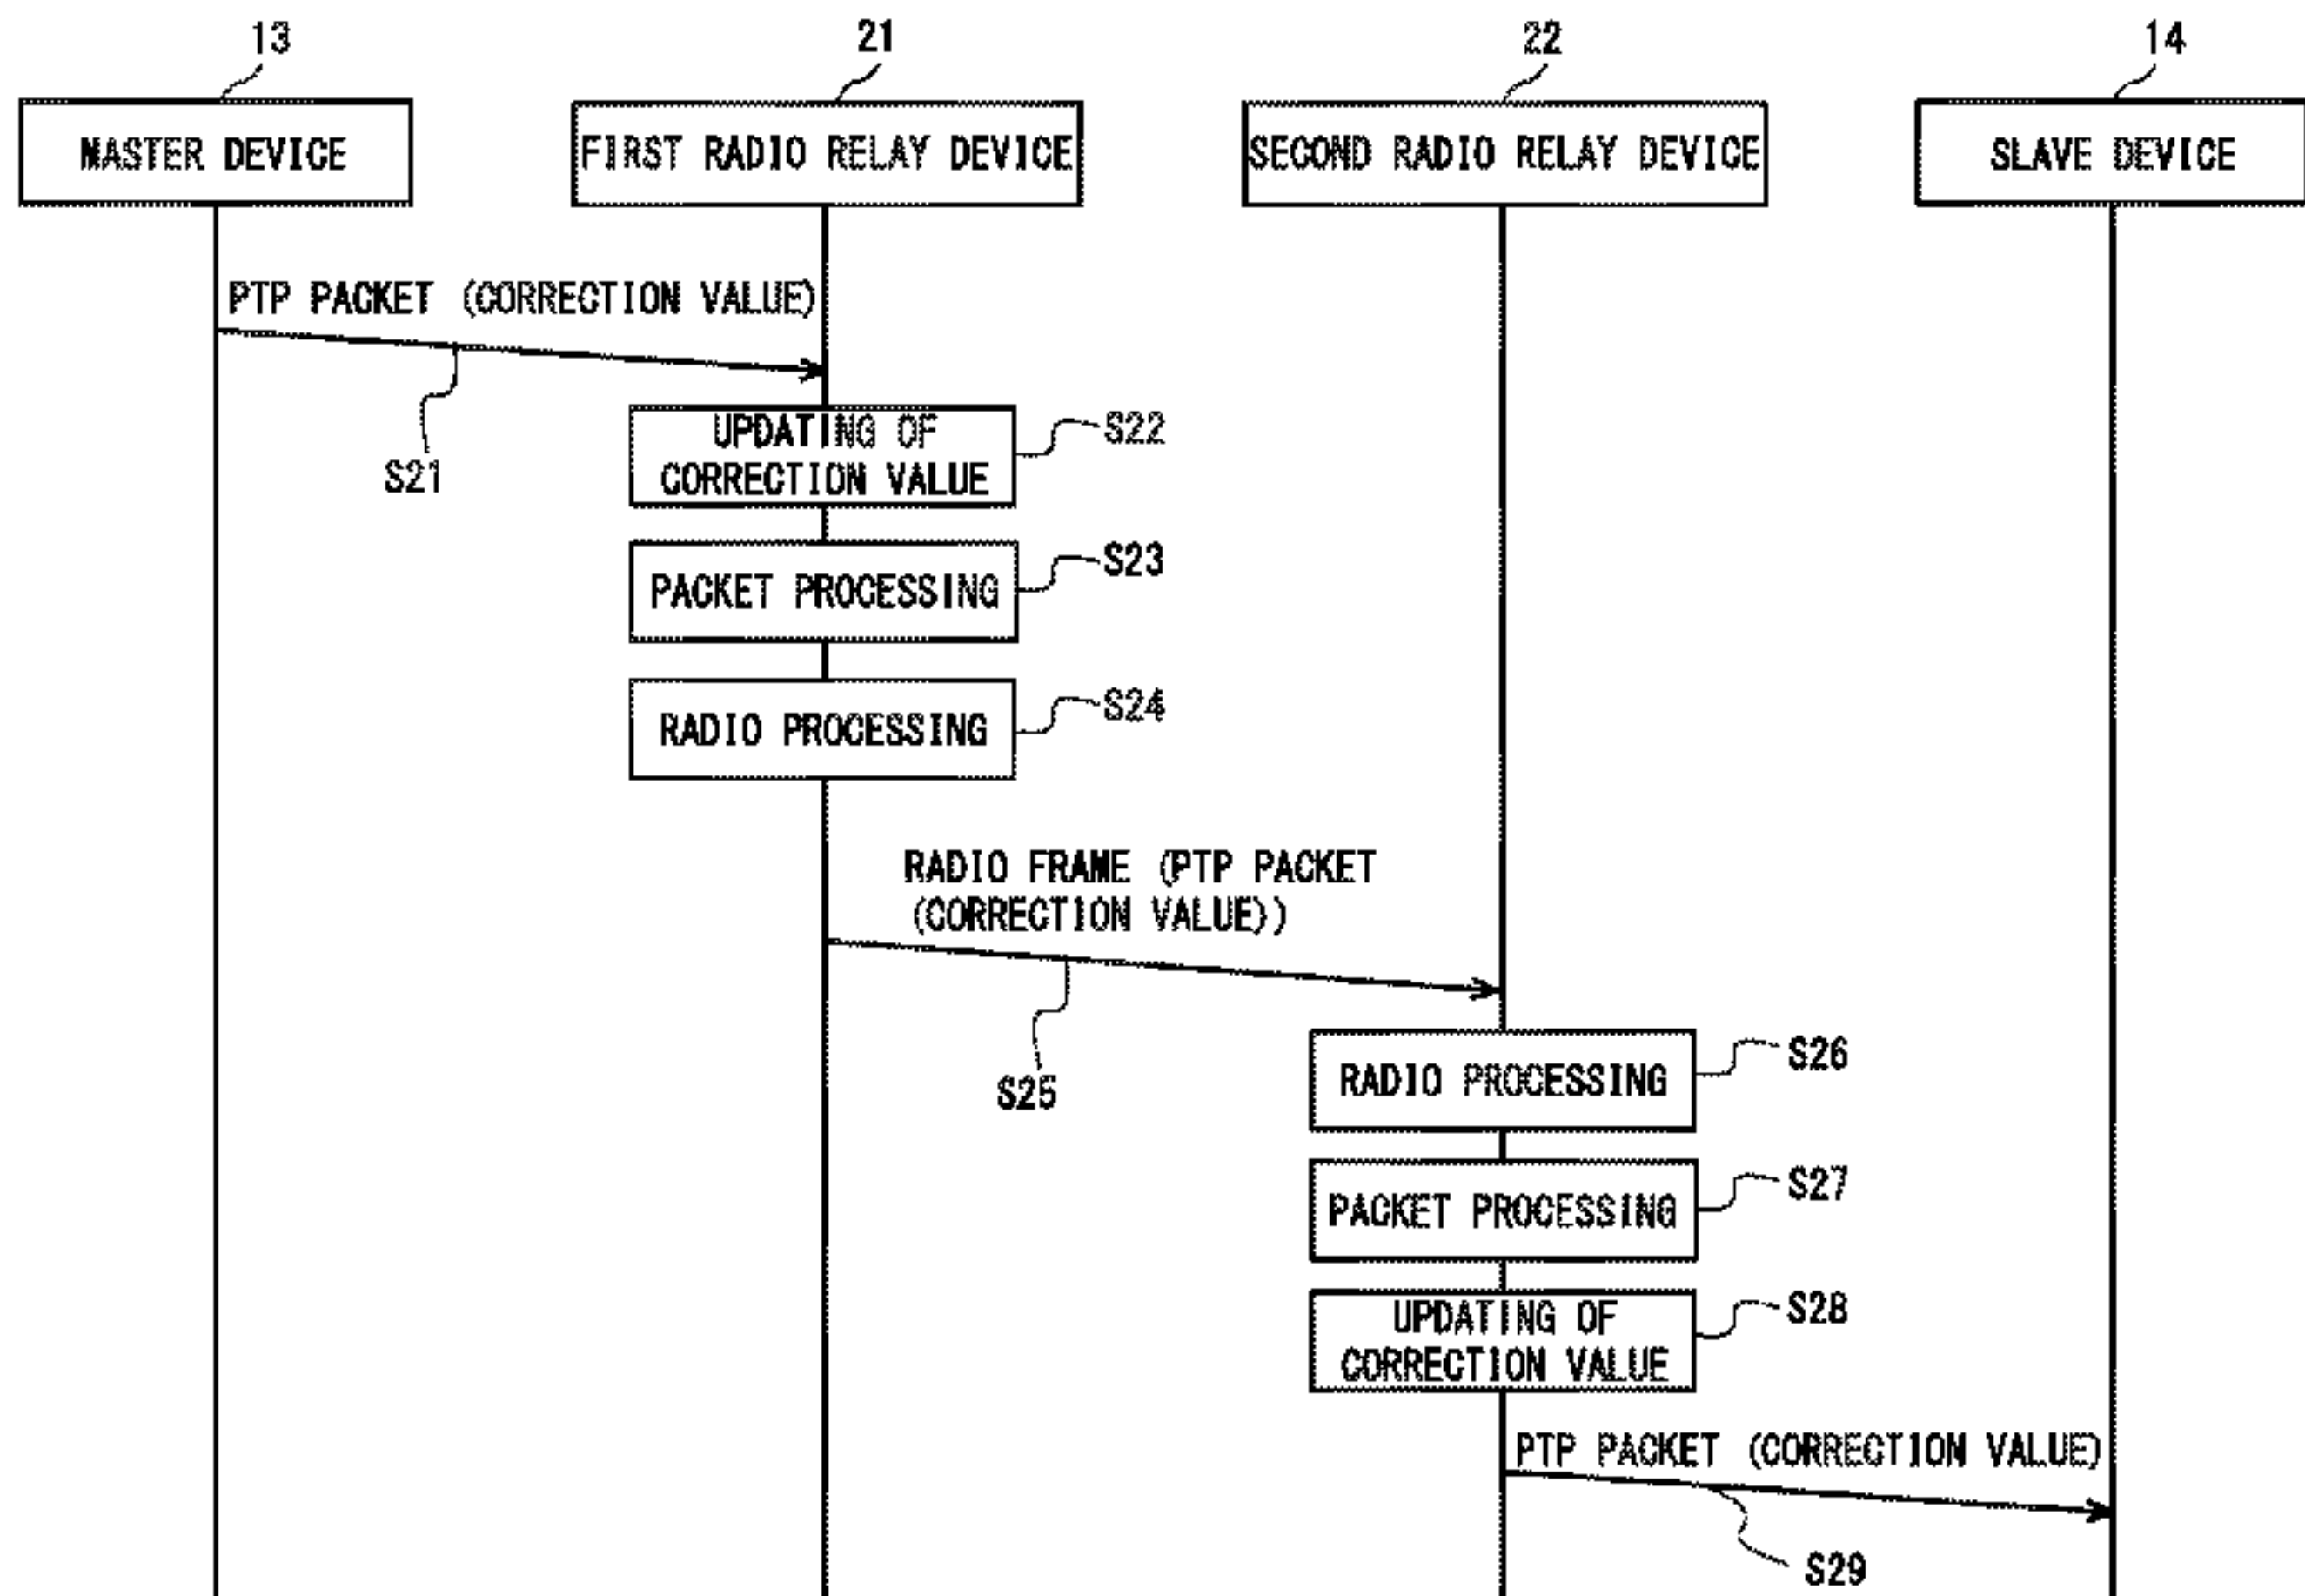 13
21
22
14
MASTER DEVICE
FIRST RADIO RELAY DEVICE
SECOND RADIO RELAY DEVICE
SLAVE DEVICE
PTP PACKET (CORRECTION VALUE)
S21
UPDATING OF
CORRECTION VALUE
S22
PACKET PROCESSING
S23
RADIO PROCESSING
S24
RADIO FRAME (PTP PACKET
(CORRECTION VALUE))
S25
RADIO PROCESSING
S26
PACKET PROCESSING
S27
UPDATING OF
CORRECTION VALUE
S28
PTP PACKET (CORRECTION VALUE)
S29